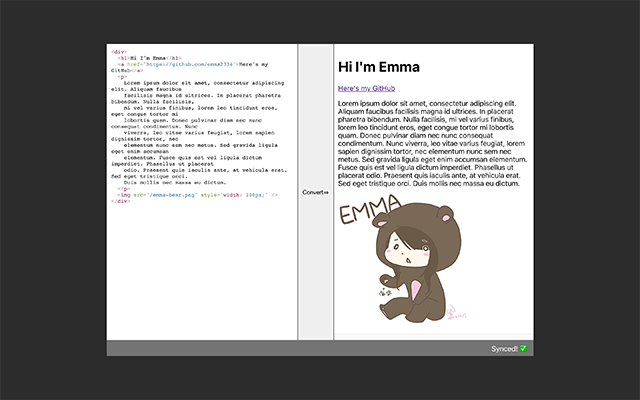 <div>
<h1>Hi I'm Emma</h1>
<a href="https://github.com/emma2334">Here's my
GitHub</a>
<p>
Lorem ipsum dolor sit amet, consectetur adipiscing
elit. Aliquam faucibus
facilisis magna id ultrices. In placerat pharetra
bibendum. Nulla facilisis,
mi vel varius finibus, lorem leo tincidunt eros,
eget congue tortor mi
lobortis quam. Donec pulvinar diam nec nunc
consequat condimentum. Nunc
viverra, leo vitae varius feugiat, lorem sapien
dignissim tortor, nec
elementum nunc sem nec metus. Sed gravida ligula
eget enim accumsan
elementum. Fusce quis est vel ligula dictum
imperdiet. Phasellus ut placerat
odio. Praesent quis iaculis ante, at vehicula erat.
Sed eget tristique orci.
Duis mollis nec massa eu dictum.
</p>
<img src="/emma-bear.png" style="width: 300px;" />
</div>
Convert⇒
Hi I'm Emma
Here's my GitHub
Lorem ipsum dolor sit amet, consectetur adipiscing
elit. Aliquam faucibus facilisis magna id ultrices. In placerat
pharetra bibendum. Nulla facilisis, mi vel varius finibus,
lorem leo tincidunt eros, eget congue tortor mi lobortis
quam. Donec pulvinar diam nec nunc consequat
condimentum. Nunc viverra, leo vitae varius feugiat, lorem
sapien dignissim tortor, nec elementum nunc sem nec
metus. Sed gravida ligula eget enim accumsan elementum.
Fusce quis est vel ligula dictum imperdiet. Phasellus ut
placerat odio. Praesent quis iaculis ante, at vehicula erat.
Sed eget tristique orci. Duis mollis nec massa eu dictum.
EMMA
Synced! ✅